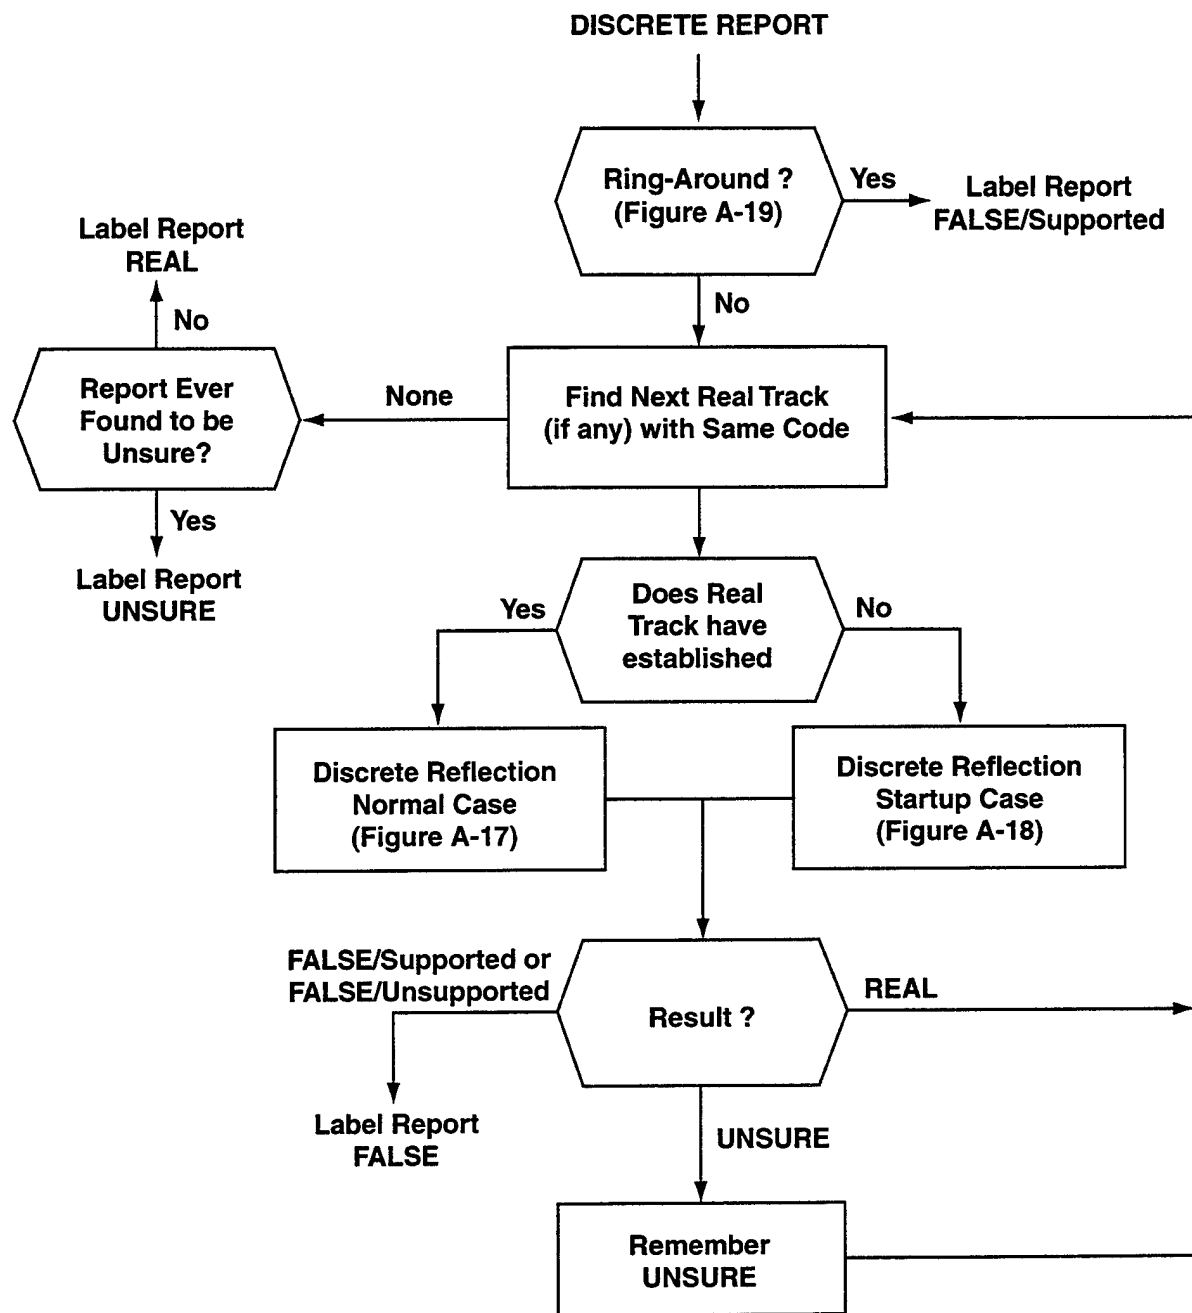 DISCRETE REPORT
Ring-Around ?
(Figure A-19)
Yes
Label Report
FALSE/Supported
No
Label Report
REAL
No
Report Ever
Found to be
Unsure?
None
Find Next Real Track
(if any) with Same Code
Yes
Label Report
UNSURE
Does Real
Track have
established
Yes
No
Discrete Reflection
Normal Case
(Figure A-17)
Discrete Reflection
Startup Case
(Figure A-18)
FALSE/Supported or
FALSE/Unsupported
Result ?
REAL
Label Report
FALSE
UNSURE
Remember
UNSURE